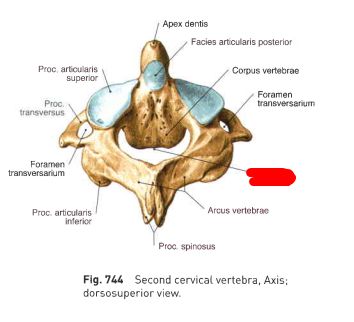 Apex dentis
Facies articularis posterior
Proc. articularis
superior
Corpus vertebrae
Proc.
transversus
Foramen
transversarium
Foramen
transversarium
Proc. articularis
inferior
Arcus vertebrae
Proc. spinosus
Fig. 744 Second cervical vertebra, Axis;
dorsosuperior view.